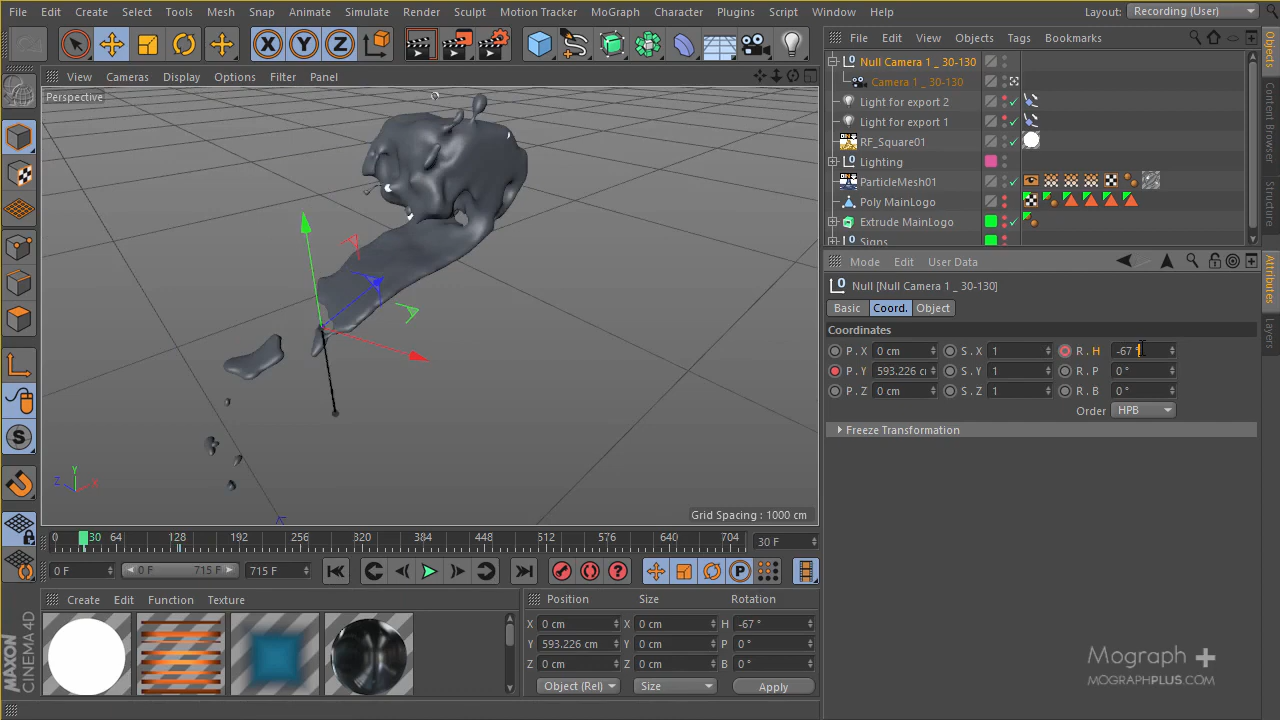 File Edit Create Select Tools Mesh Snap Animate Simulate Render Sculpt Motion Tracker MoGraph Character Plugins Script Window Help Layout: Recording (User)
X Y Z
File Edit View Objects Tags Bookmarks
View Cameras Display Options Filter Panel
Perspective
Null Camera 1 _ 30-130
Camera 1 _ 30-130
Light for export 2
Light for export 1
RF_Square01
Lighting
ParticleMesh01
Poly MainLogo
Extrude MainLogo
Signs
Objects
Content Browser
Structure
Mode Edit User Data
Null [Null Camera 1 _ 30-130]
Basic Coord. Object
Coordinates
P . X 0 cm S . X 1 R . H -67 °
P . Y 593.226 c S . Y 1 R . P 0 °
P . Z 0 cm S . Z 1 R . B 0 °
Order HPB
Freeze Transformation
Attributes
Layers
Y
Z X
Grid Spacing : 1000 cm
0 30 64 128 192 256 320 384 448 512 576 640 704 30 F
0 F 0 F 715 F 715 F
Create Edit Function Texture
Position Size Rotation
X 0 cm X 0 cm H -67 °
Y 593.226 cm Y 0 cm P 0 °
Z 0 cm Z 0 cm B 0 °
Object (Rel) Size Apply
MAXON
CINEMA 4D
Mograph +
MOGRAPHPLUS.COM